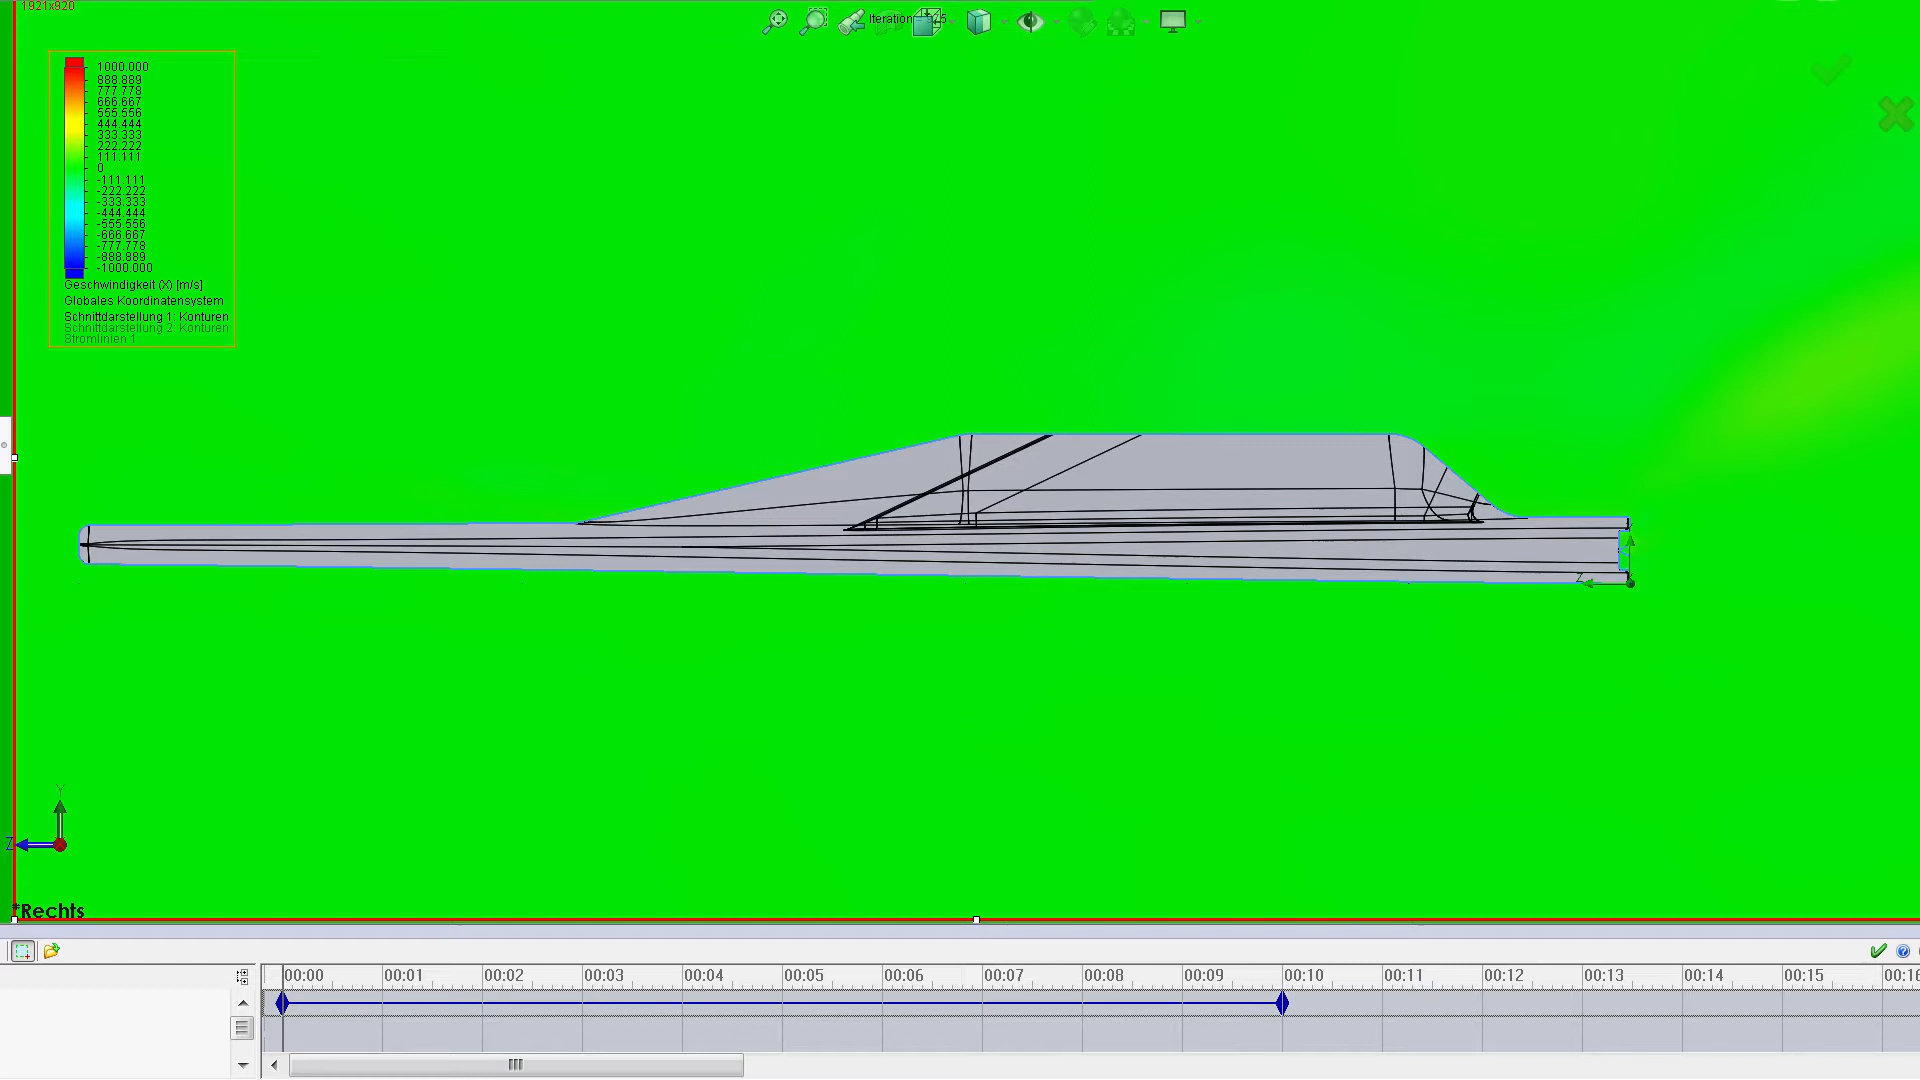 1921x920
Iteration = 975
1000.000
888.889
777.778
666.667
555.556
444.444
333.333
222.222
111.111
0
-111.111
-222.222
-333.333
-444.444
-555.556
-666.667
-777.778
-888.889
-1000.000
Geschwindigkeit (X) [m/s]
Globales Koordinatensystem
Schnittdarstellung 1: Konturen
Schnittdarstellung 2: Konturen
Stromlinien 1
Y
Z
Z
*Rechts
00:00 00:01 00:02 00:03 00:04 00:05 00:06 00:07 00:08 00:09 00:10 00:11 00:12 00:13 00:14 00:15 00:16